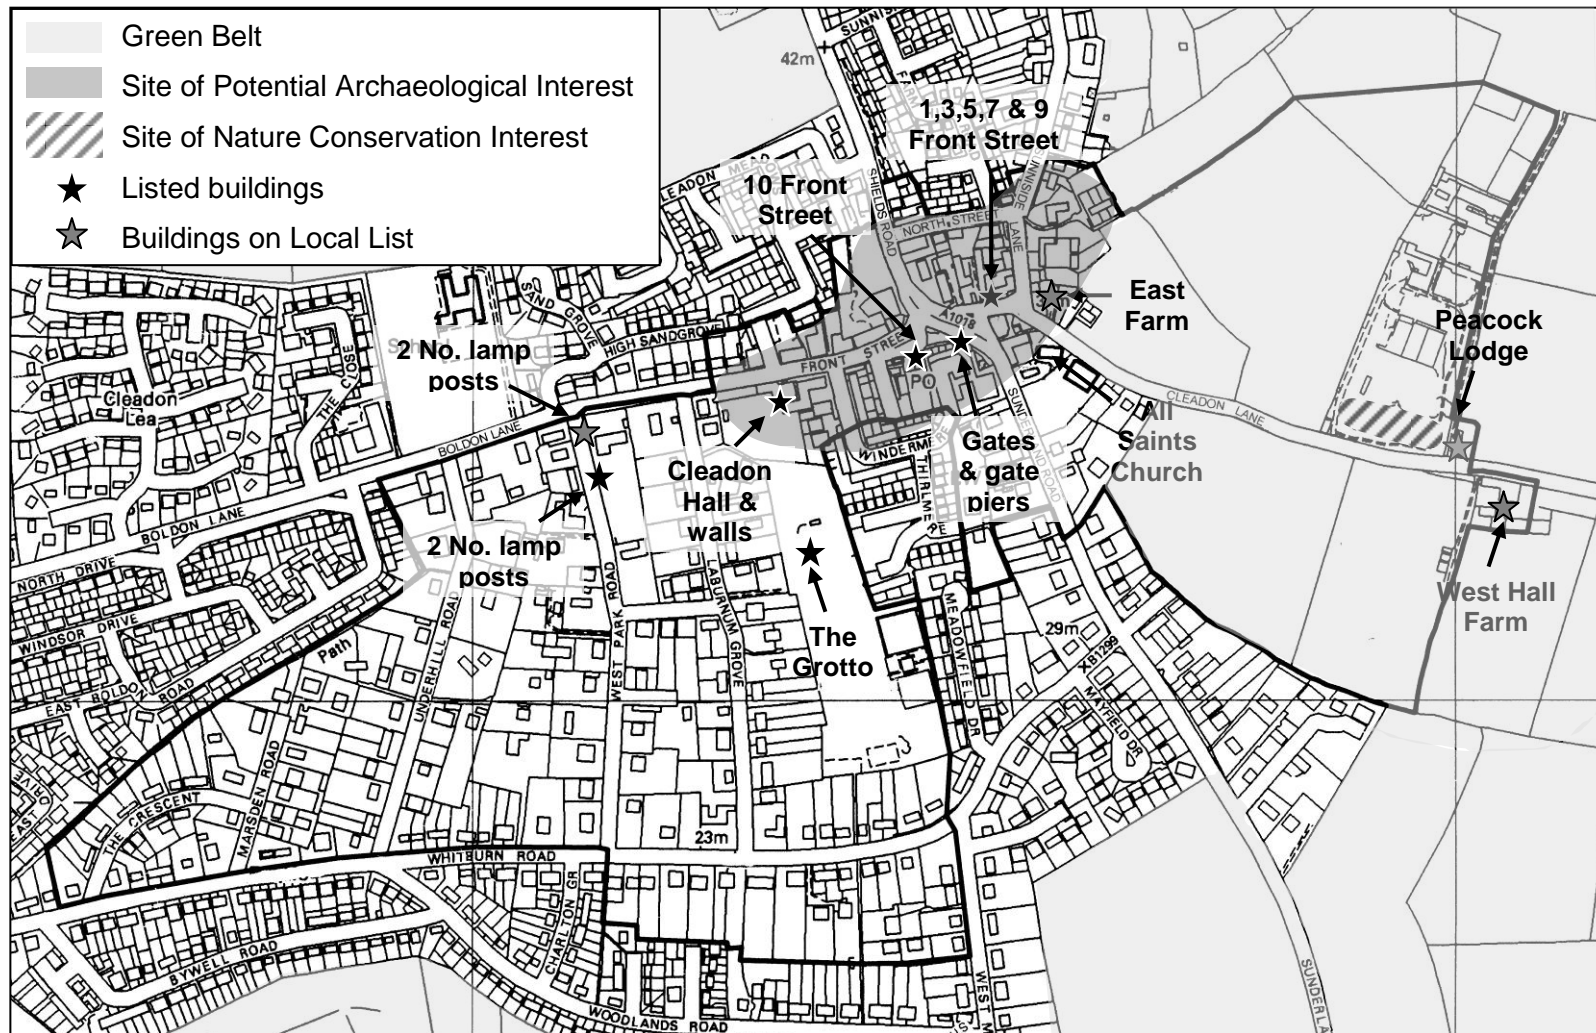 Green Belt
Site of Potential Archaeological Interest
Site of Nature Conservation Interest
Listed buildings
Buildings on Local List
42m
1,3,5,7 & 9
Front Street
10 Front
Street
SHIELDS ROAD
NORTH STREET
SUNNISIDE
LANE
CLEADON
SAND GROVE
HIGH SANDGROVE
THE CLOSE
Cleadon
Lea
2 No. lamp
posts
FRONT STREET
A1018
PO
East
Farm
Peacock
Lodge
CLEADON LANE
All
Saints
Church
SUNDERLAND ROAD
Gates
& gate
piers
Cleadon
Hall &
walls
BOLDON LANE
BOLDON LANE
2 No. lamp
posts
The
Grotto
West Hall
Farm
NORTH DRIVE
WINDSOR DRIVE
EAST BOLDON ROAD
Path
UNDERHILL ROAD
WEST PARK ROAD
LABURNUM GROVE
MEADOWFIELD DR
29m
B1299
MAYFIELD DR
DRIVE
EAST
THE CRESCENT
MARSDEN ROAD
23m
WHITBURN ROAD
CHARLTON GR
BYWELL ROAD
WOODLANDS ROAD
WEST M
SUNDERLA